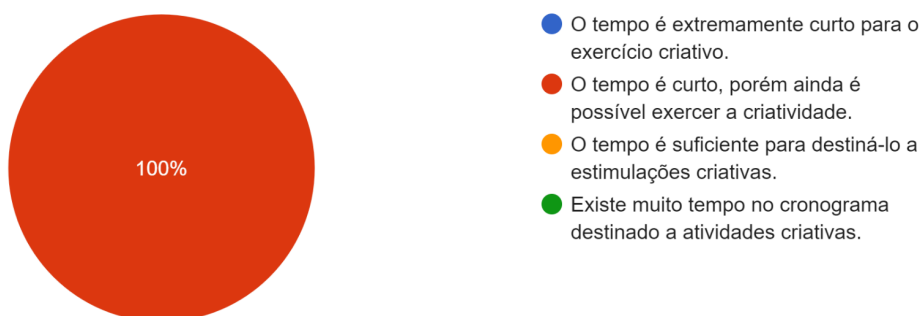 100%
O tempo é extremamente curto para o
exercício criativo.
O tempo é curto, porém ainda é
possível exercer a criatividade.
O tempo é suficiente para destiná-lo a
estimulações criativas.
Existe muito tempo no cronograma
destinado a atividades criativas.